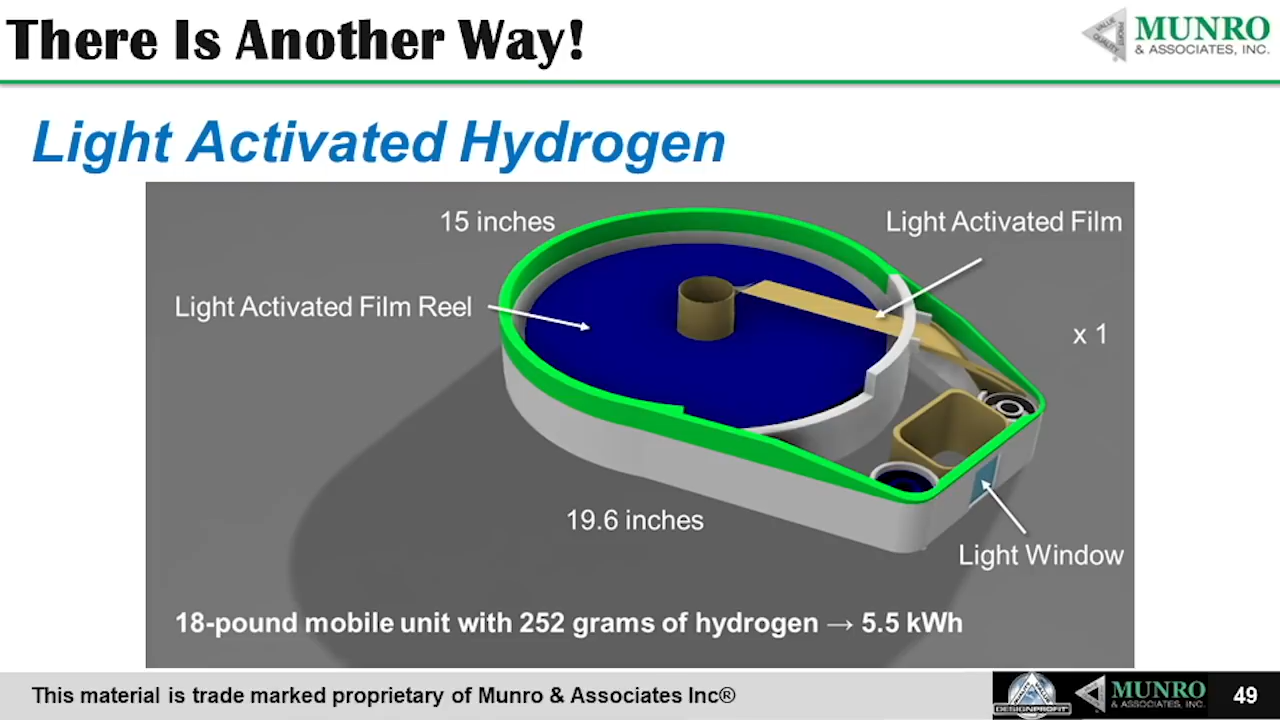 There Is Another Way!
MUNRO
& ASSOCIATES, INC.
Light Activated Hydrogen
15 inches
Light Activated Film
Light Activated Film Reel
x 1
19.6 inches
Light Window
18-pound mobile unit with 252 grams of hydrogen → 5.5 kWh
This material is trade marked proprietary of Munro & Associates Inc®
DESIGNPROFIT
MUNRO
& ASSOCIATES, INC.
49